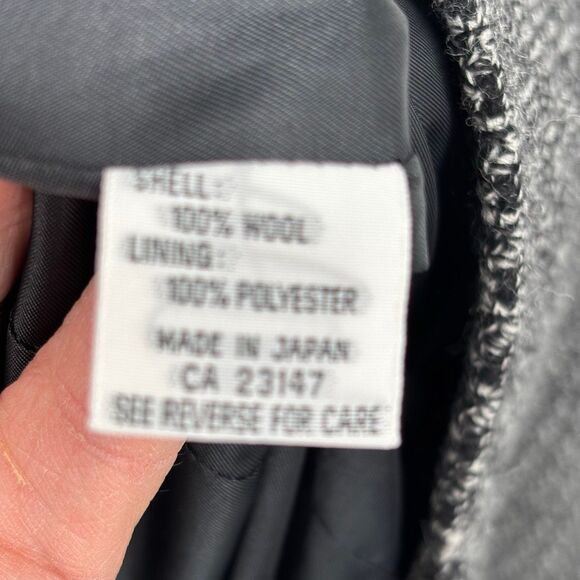 SHELL:
100% WOOL
LINING:
100% POLYESTER
MADE IN JAPAN
CA 23147
SEE REVERSE FOR CARE